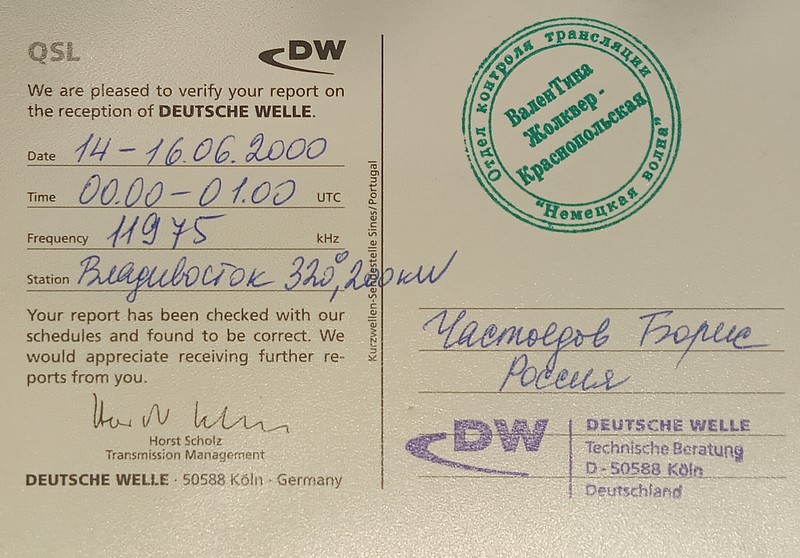 QSL
DW
We are pleased to verify your report on
the reception of DEUTSCHE WELLE.
Date 14-16.06.2000
Time 00.00-01.00 UTC
Frequency 11975 kHz
Station Владивосток 320°, 200 кW
Your report has been checked with our
schedules and found to be correct. We
would appreciate receiving further re-
ports from you.
Horst Scholz
Transmission Management
DEUTSCHE WELLE · 50588 Köln · Germany
Kurzwellen-Sendestelle Sines/Portugal
Отдел контроля трансляции
ВаленТина
Жолквер-
Краснопольская
"Немецкая волна"
Частоедов Борис
Россия
DW
DEUTSCHE WELLE
Technische Beratung
D-50588 Köln
Deutschland